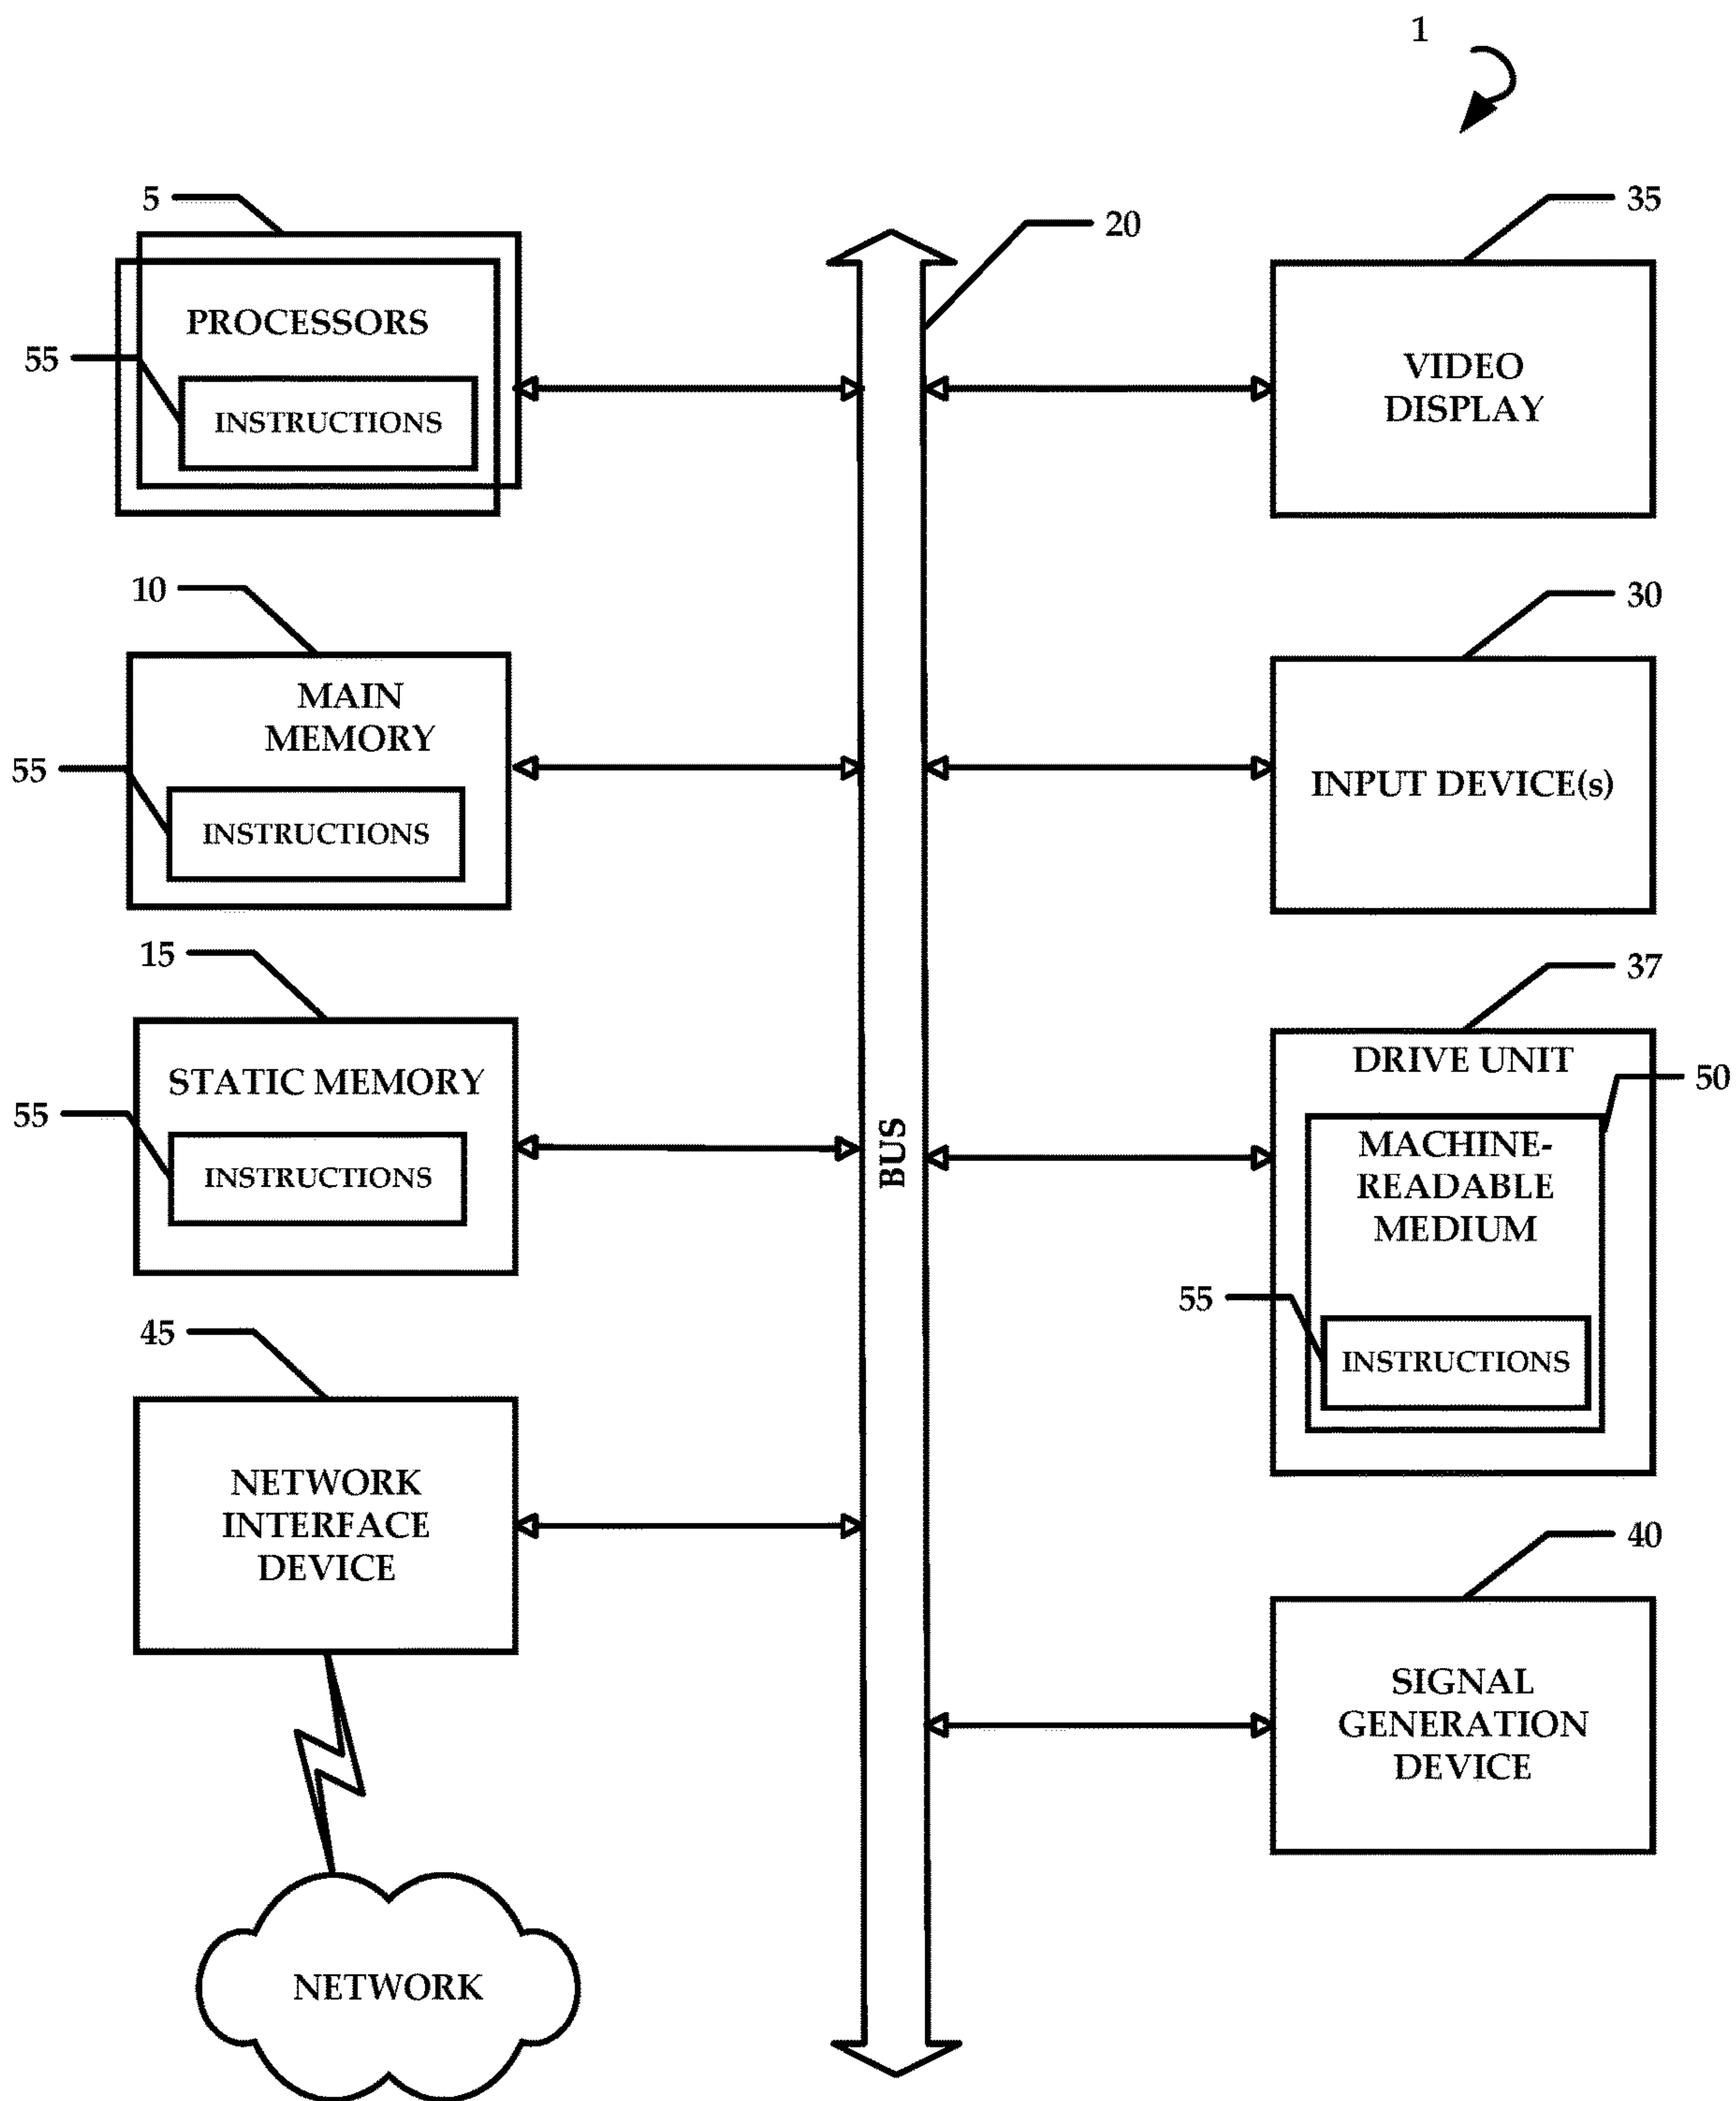 1
5
PROCESSORS
55
INSTRUCTIONS
20
35
VIDEO
DISPLAY
10
MAIN
MEMORY
55
INSTRUCTIONS
30
INPUT DEVICE(s)
15
STATIC MEMORY
55
INSTRUCTIONS
BUS
37
DRIVE UNIT
50
MACHINE-
READABLE
MEDIUM
55
INSTRUCTIONS
45
NETWORK
INTERFACE
DEVICE
40
SIGNAL
GENERATION
DEVICE
NETWORK